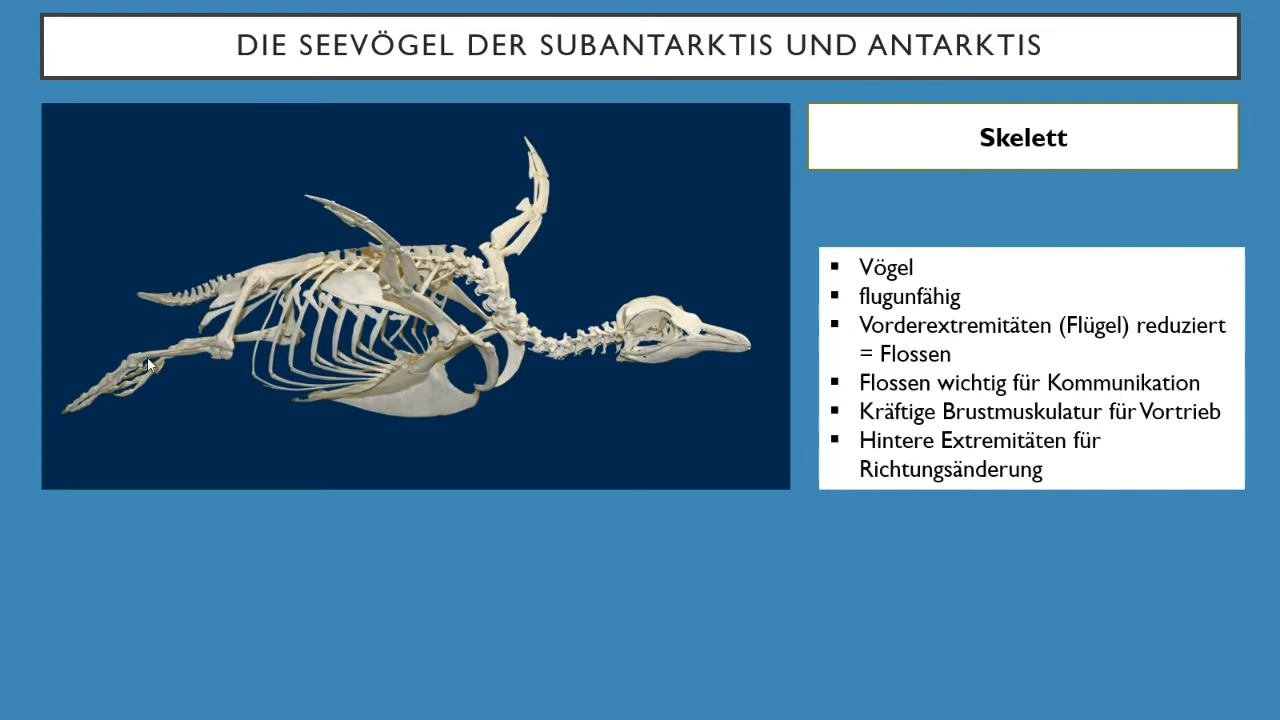 DIE SEEVÖGEL DER SUBANTARKTIS UND ANTARKTIS
Skelett
▪ Vögel
▪ flugunfähig
▪ Vorderextremitäten (Flügel) reduziert
= Flossen
▪ Flossen wichtig für Kommunikation
▪ Kräftige Brustmuskulatur für Vortrieb
▪ Hintere Extremitäten für
Richtungsänderung